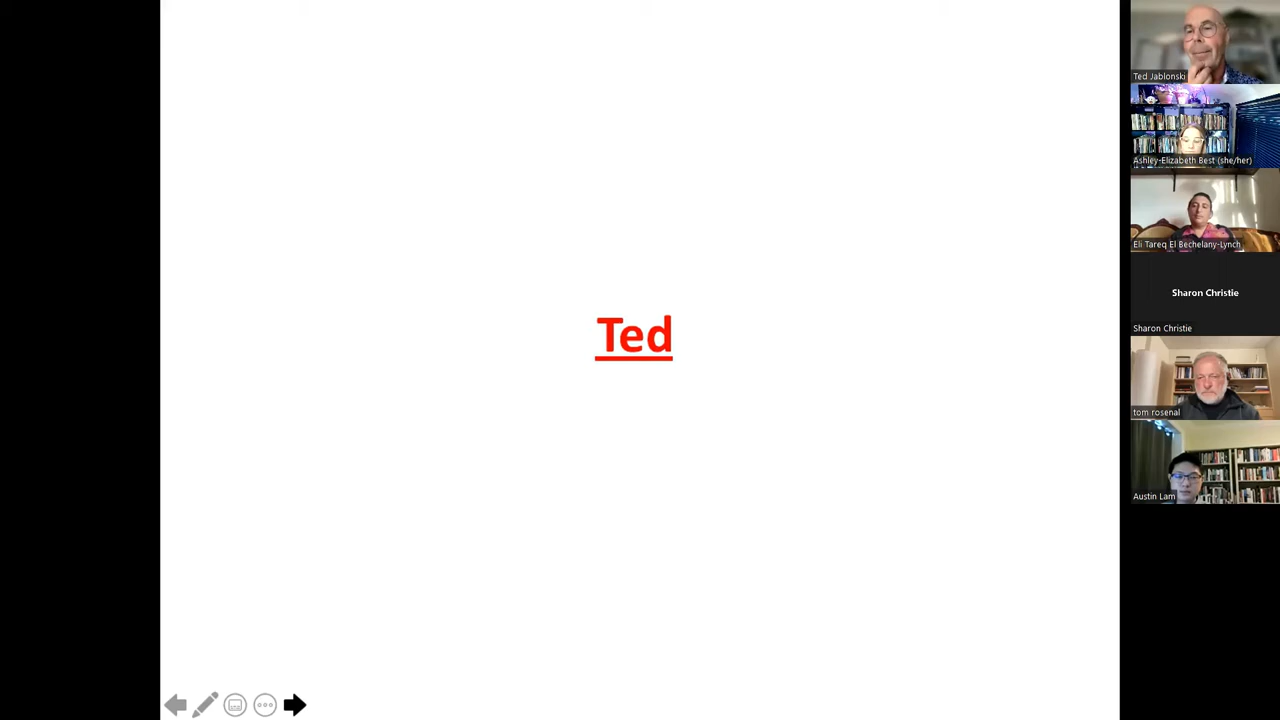 Ted
Ted Jablonski
Ashley-Elizabeth Best (she/her)
Eli Tareq El Bechelany-Lynch
Sharon Christie
Sharon Christie
tom rosenal
Austin Lam